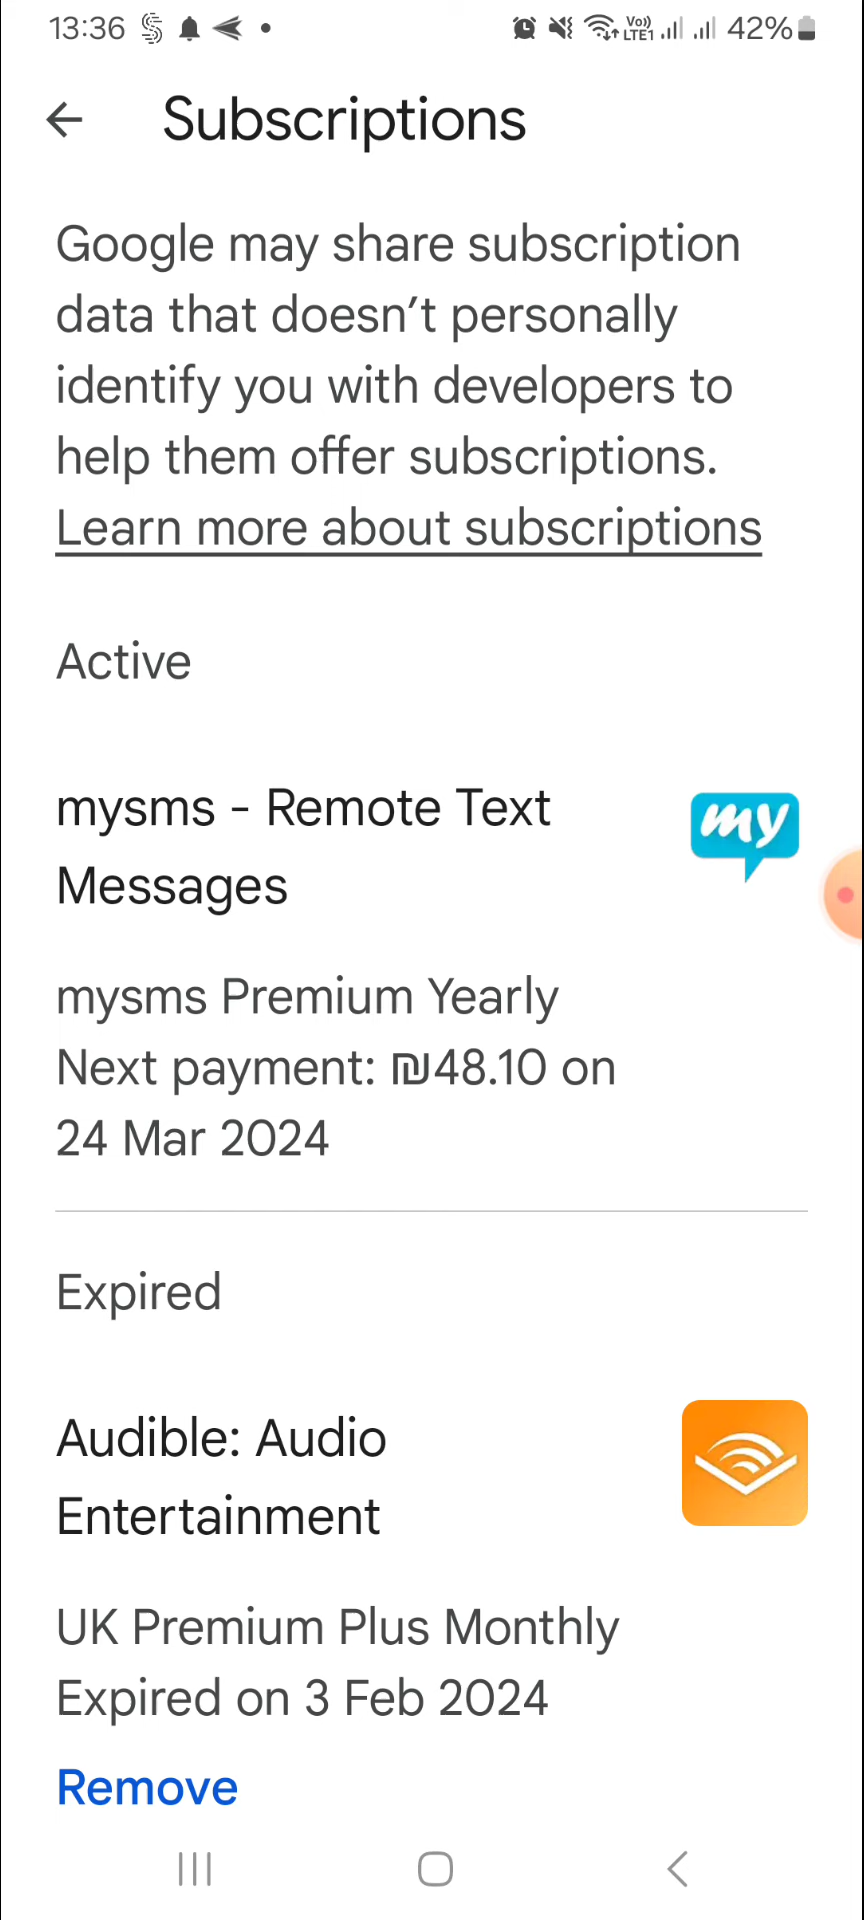 13:36 Vo)) LTE1 42%
Subscriptions
Google may share subscription
data that doesn’t personally
identify you with developers to
help them offer subscriptions.
Learn more about subscriptions
Active
mysms - Remote Text
Messages
my
mysms Premium Yearly
Next payment: ₪48.10 on
24 Mar 2024
Expired
Audible: Audio
Entertainment
UK Premium Plus Monthly
Expired on 3 Feb 2024
Remove